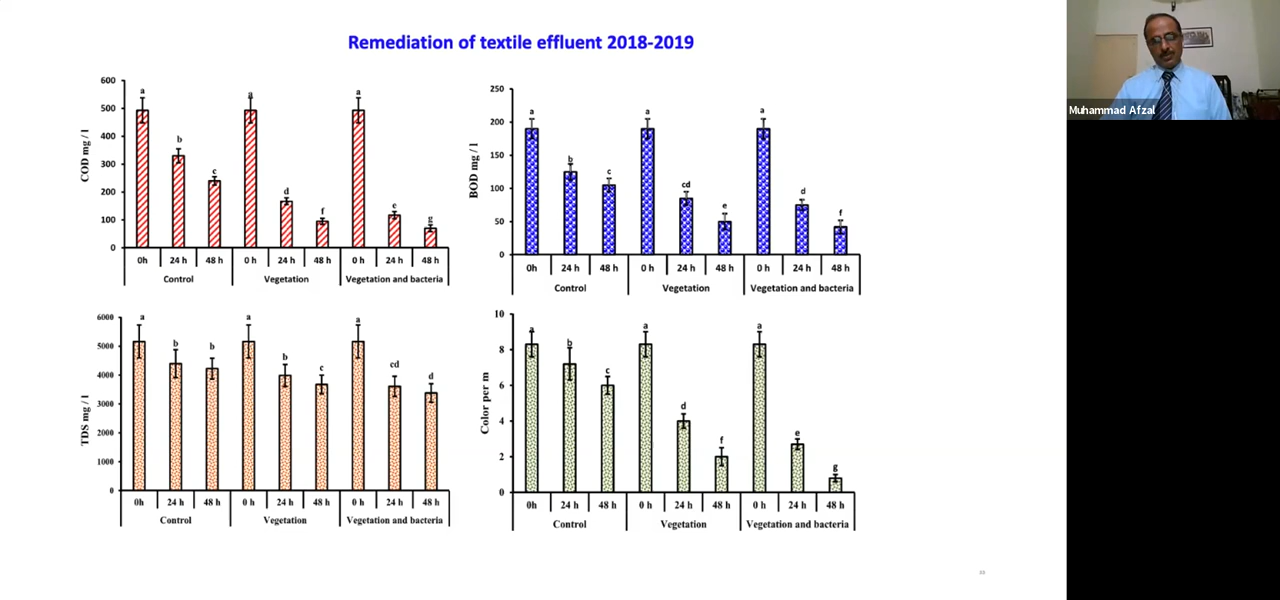 Remediation of textile effluent 2018-2019
Muhammad Afzal
COD mg / l
600
500
400
300
200
100
0
a
b
c
a
d
f
a
e
g
0h 24 h 48 h 0 h 24 h 48 h 0 h 24 h 48 h
Control Vegetation Vegetation and bacteria
BOD mg / l
250
200
150
100
50
0
a
b
c
a
cd
e
a
d
f
0h 24 h 48 h 0 h 24 h 48 h 0 h 24 h 48 h
Control Vegetation Vegetation and bacteria
TDS mg / l
6000
5000
4000
3000
2000
1000
0
a
b
b
a
b
c
a
cd
d
0h 24 h 48 h 0 h 24 h 48 h 0 h 24 h 48 h
Control Vegetation Vegetation and bacteria
Color per m
10
8
6
4
2
0
a
b
c
a
d
f
a
e
g
0h 24 h 48 h 0 h 24 h 48 h 0 h 24 h 48 h
Control Vegetation Vegetation and bacteria